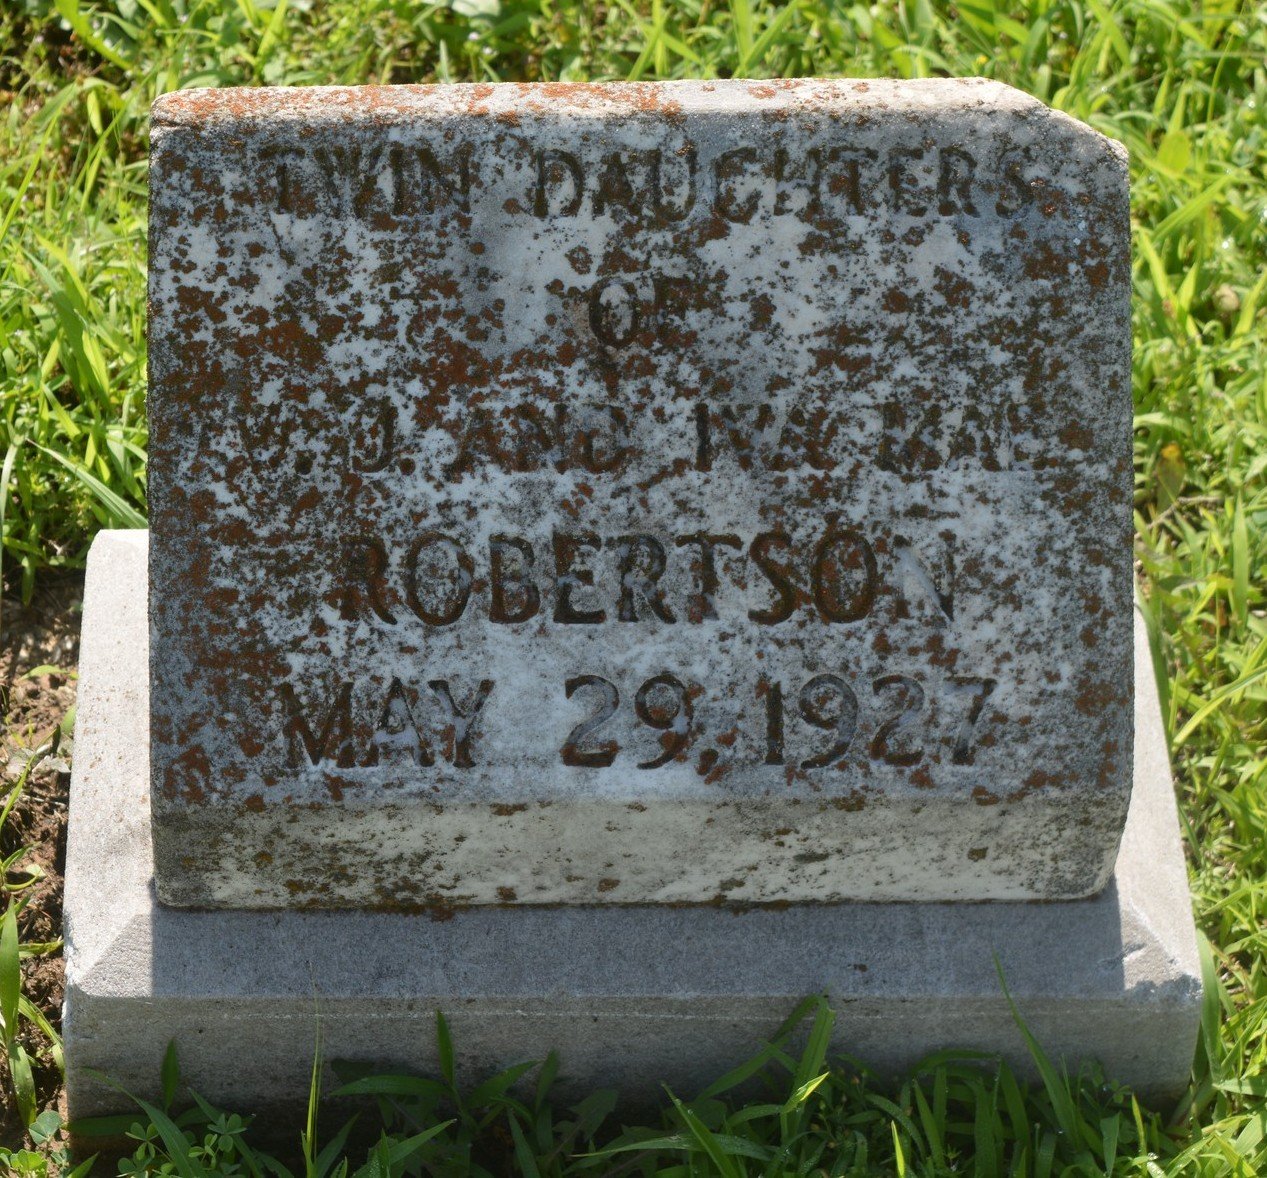 TWIN DAUGHTERS
OF
J. AND
ROBERTSON
MAY 29, 1927